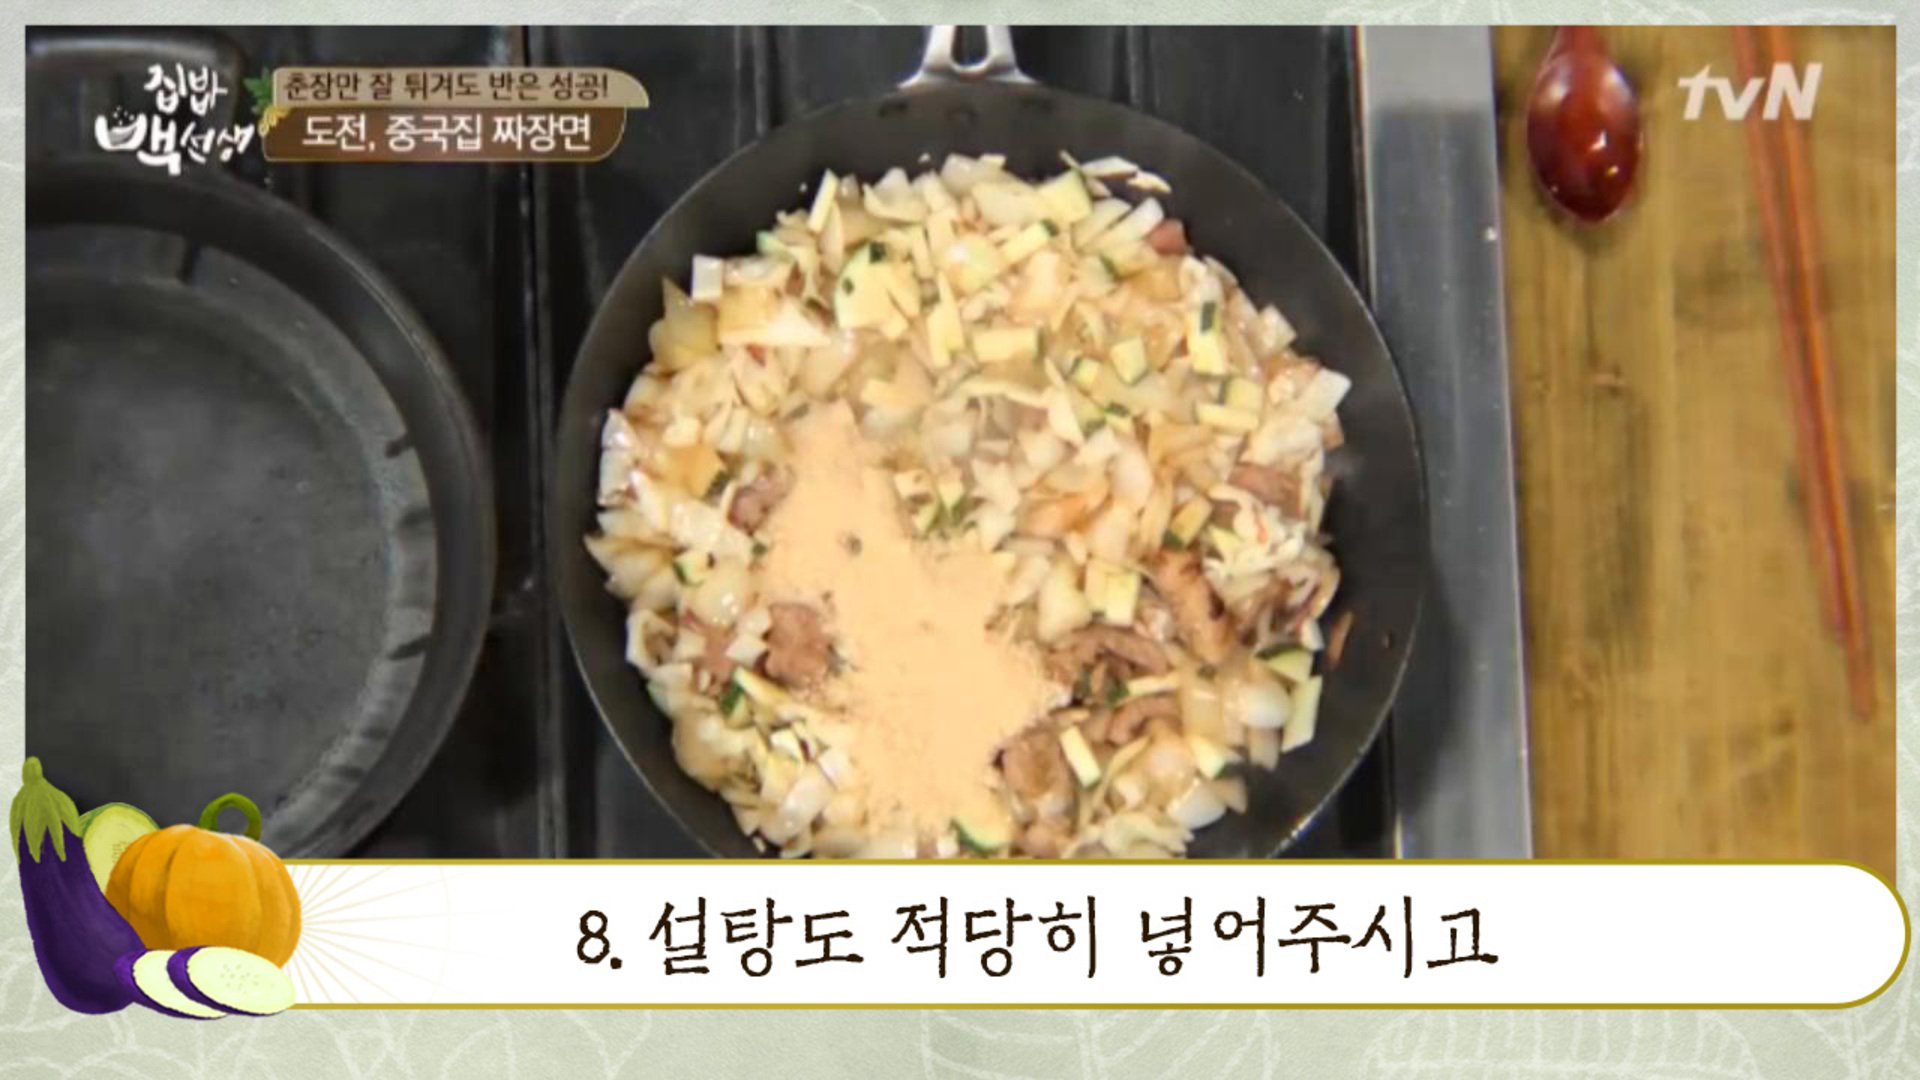 집밥
백선생
춘장만 잘 튀겨도 반은 성공!
도전, 중국집 짜장면
tvN
8. 설탕도 적당히 넣어주시고